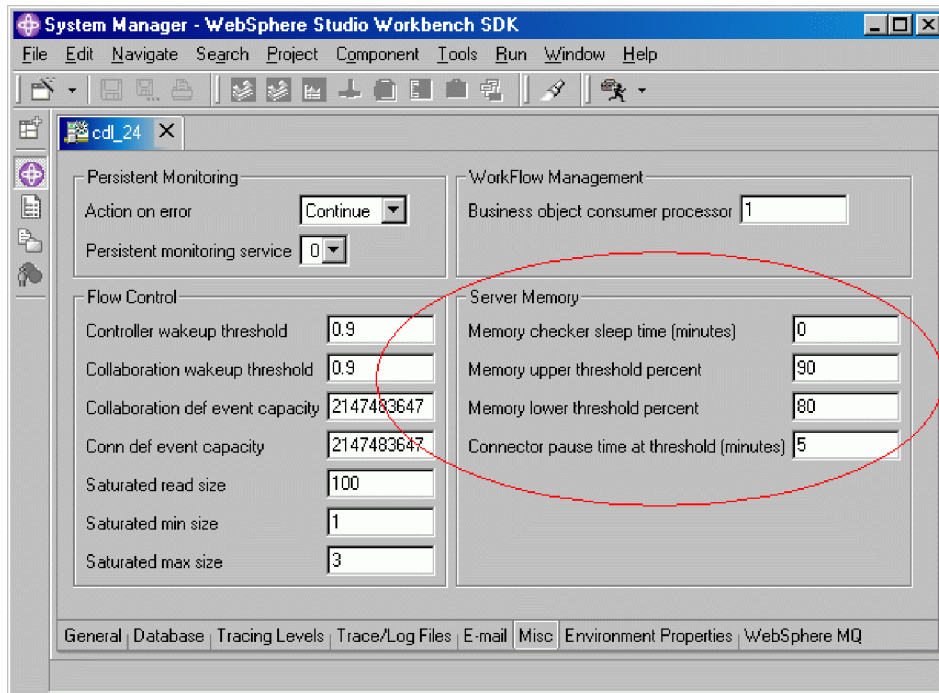 System Manager - WebSphere Studio Workbench SDK
File Edit Navigate Search Project Component Tools Run Window Help
cdl_24
Persistent Monitoring
Action on error Continue
Persistent monitoring service 0
WorkFlow Management
Business object consumer processor 1
Flow Control
Controller wakeup threshold 0.9
Collaboration wakeup threshold 0.9
Collaboration def event capacity 2147483647
Conn def event capacity 2147483647
Saturated read size 100
Saturated min size 1
Saturated max size 3
Server Memory
Memory checker sleep time (minutes) 0
Memory upper threshold percent 90
Memory lower threshold percent 80
Connector pause time at threshold (minutes) 5
General Database Tracing Levels Trace/Log Files E-mail Misc Environment Properties WebSphere MQ